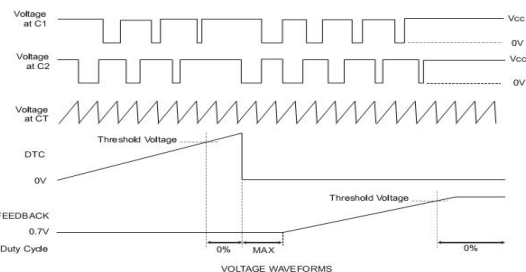 Voltage
at C1
Vcc
0V
Voltage
at C2
Vcc
0V
Voltage
at CT
Threshold Voltage
DTC
0V
Threshold Voltage
FEEDBACK
0.7V
Duty Cycle
0%
MAX
0%
VOLTAGE WAVEFORMS